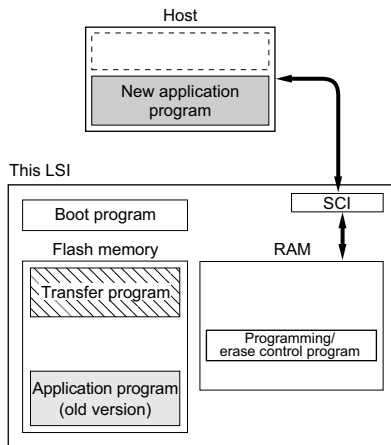 Host
New application
program
This LSI
SCI
Boot program
Flash memory
RAM
Transfer program
Programming/
erase control program
Application program
(old version)